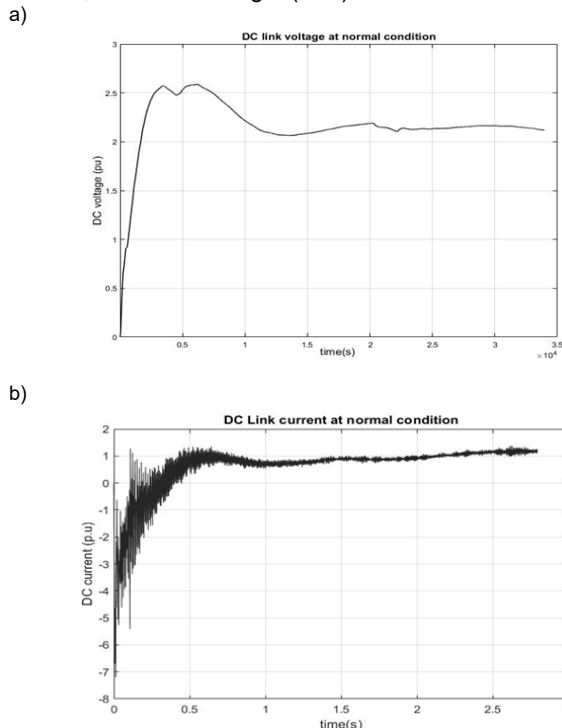 a)
DC link voltage at normal condition
3
2.5
2
1.5
1
0.5
0
DC voltage (pu)
0.5 1 1.5 2 2.5 3 3.5
time(s)
×10⁴
b)
DC Link current at normal condition
2
1
0
-1
-2
-3
-4
-5
-6
-7
-8
DC current (p.u)
0 0.5 1 1.5 2 2.5
time(s)